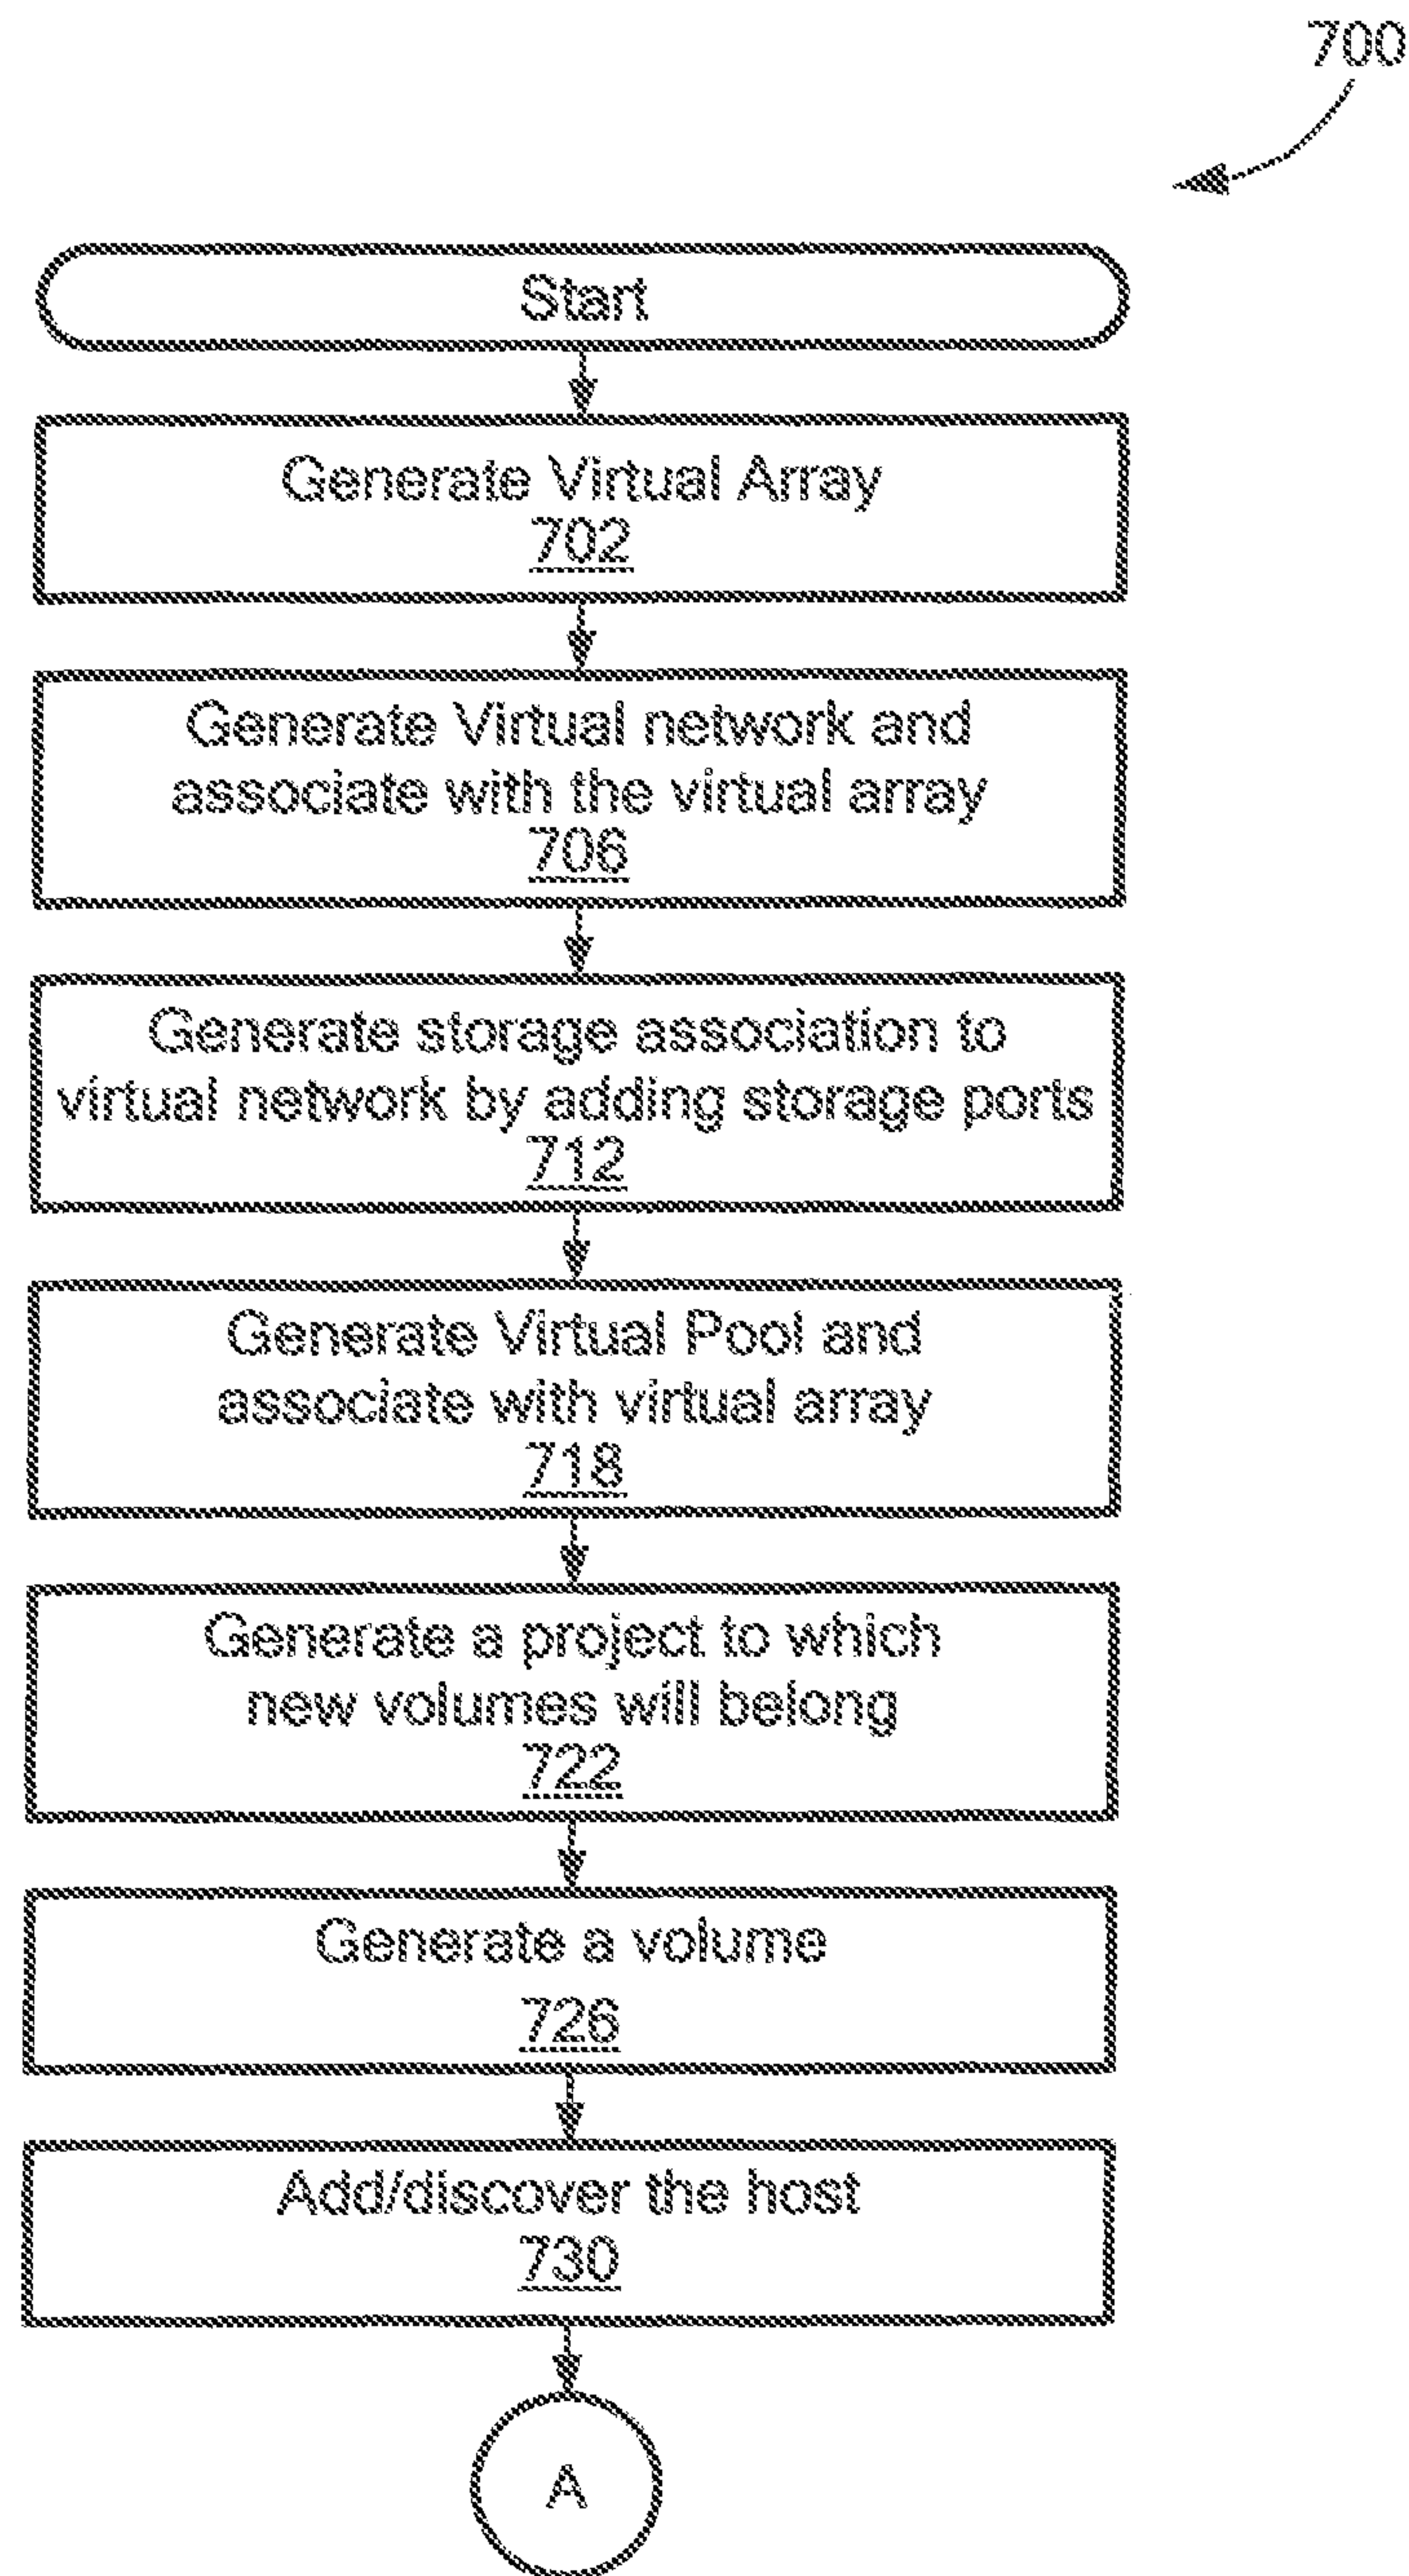 700
Start
Generate Virtual Array
702
Generate Virtual network and
associate with the virtual array
706
Generate storage association to
virtual network by adding storage ports
712
Generate Virtual Pool and
associate with virtual array
718
Generate a project to which
new volumes will belong
722
Generate a volume
726
Add/discover the host
730
A